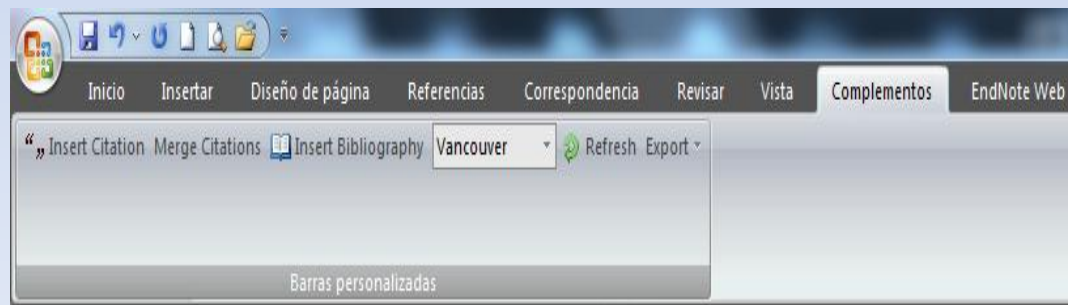 Inicio Insertar Diseño de página Referencias Correspondencia Revisar Vista Complementos EndNote Web
“„ Insert Citation Merge Citations Insert Bibliography Vancouver Refresh Export
Barras personalizadas